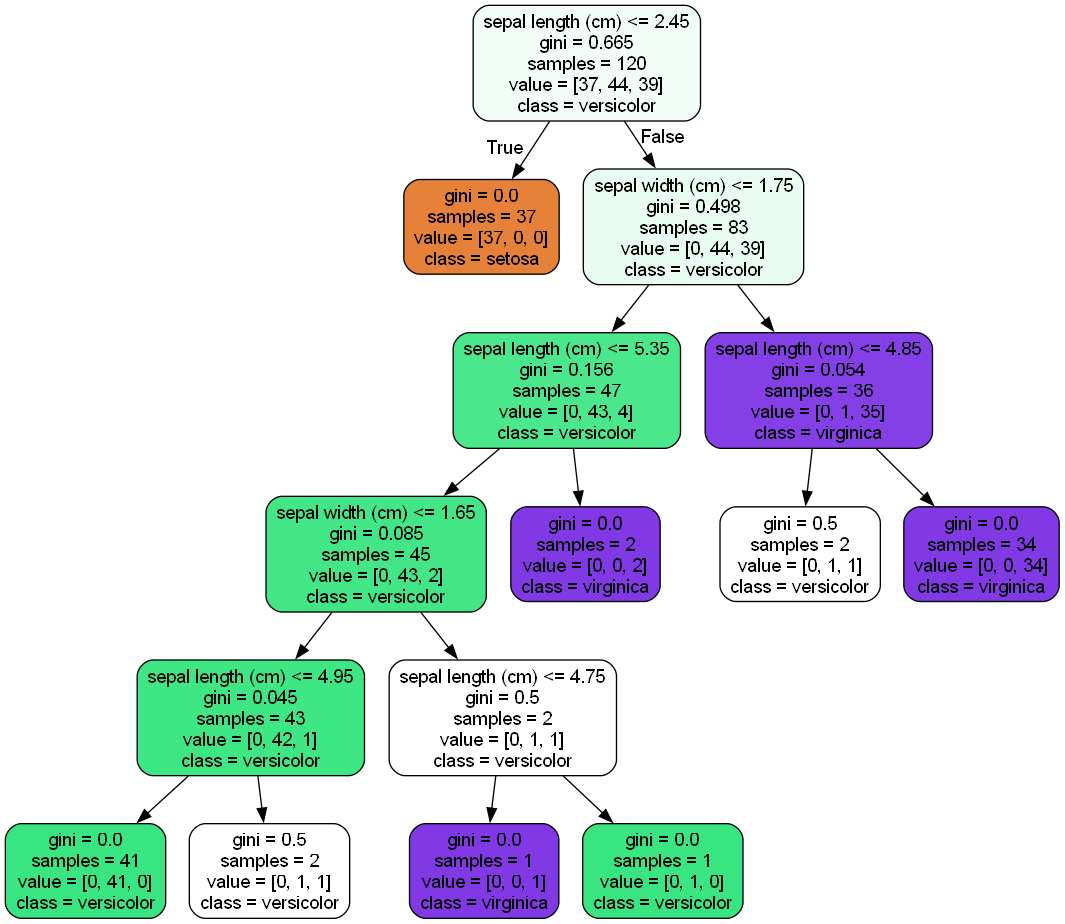 sepal length (cm) <= 2.45
gini = 0.665
samples = 120
value = [37, 44, 39]
class = versicolor
True
False
gini = 0.0
samples = 37
value = [37, 0, 0]
class = setosa
sepal width (cm) <= 1.75
gini = 0.498
samples = 83
value = [0, 44, 39]
class = versicolor
sepal length (cm) <= 5.35
gini = 0.156
samples = 47
value = [0, 43, 4]
class = versicolor
sepal length (cm) <= 4.85
gini = 0.054
samples = 36
value = [0, 1, 35]
class = virginica
sepal width (cm) <= 1.65
gini = 0.085
samples = 45
value = [0, 43, 2]
class = versicolor
gini = 0.0
samples = 2
value = [0, 0, 2]
class = virginica
gini = 0.5
samples = 2
value = [0, 1, 1]
class = versicolor
gini = 0.0
samples = 34
value = [0, 0, 34]
class = virginica
sepal length (cm) <= 4.95
gini = 0.045
samples = 43
value = [0, 42, 1]
class = versicolor
sepal length (cm) <= 4.75
gini = 0.5
samples = 2
value = [0, 1, 1]
class = versicolor
gini = 0.0
samples = 41
value = [0, 41, 0]
class = versicolor
gini = 0.5
samples = 2
value = [0, 1, 1]
class = versicolor
gini = 0.0
samples = 1
value = [0, 0, 1]
class = virginica
gini = 0.0
samples = 1
value = [0, 1, 0]
class = versicolor